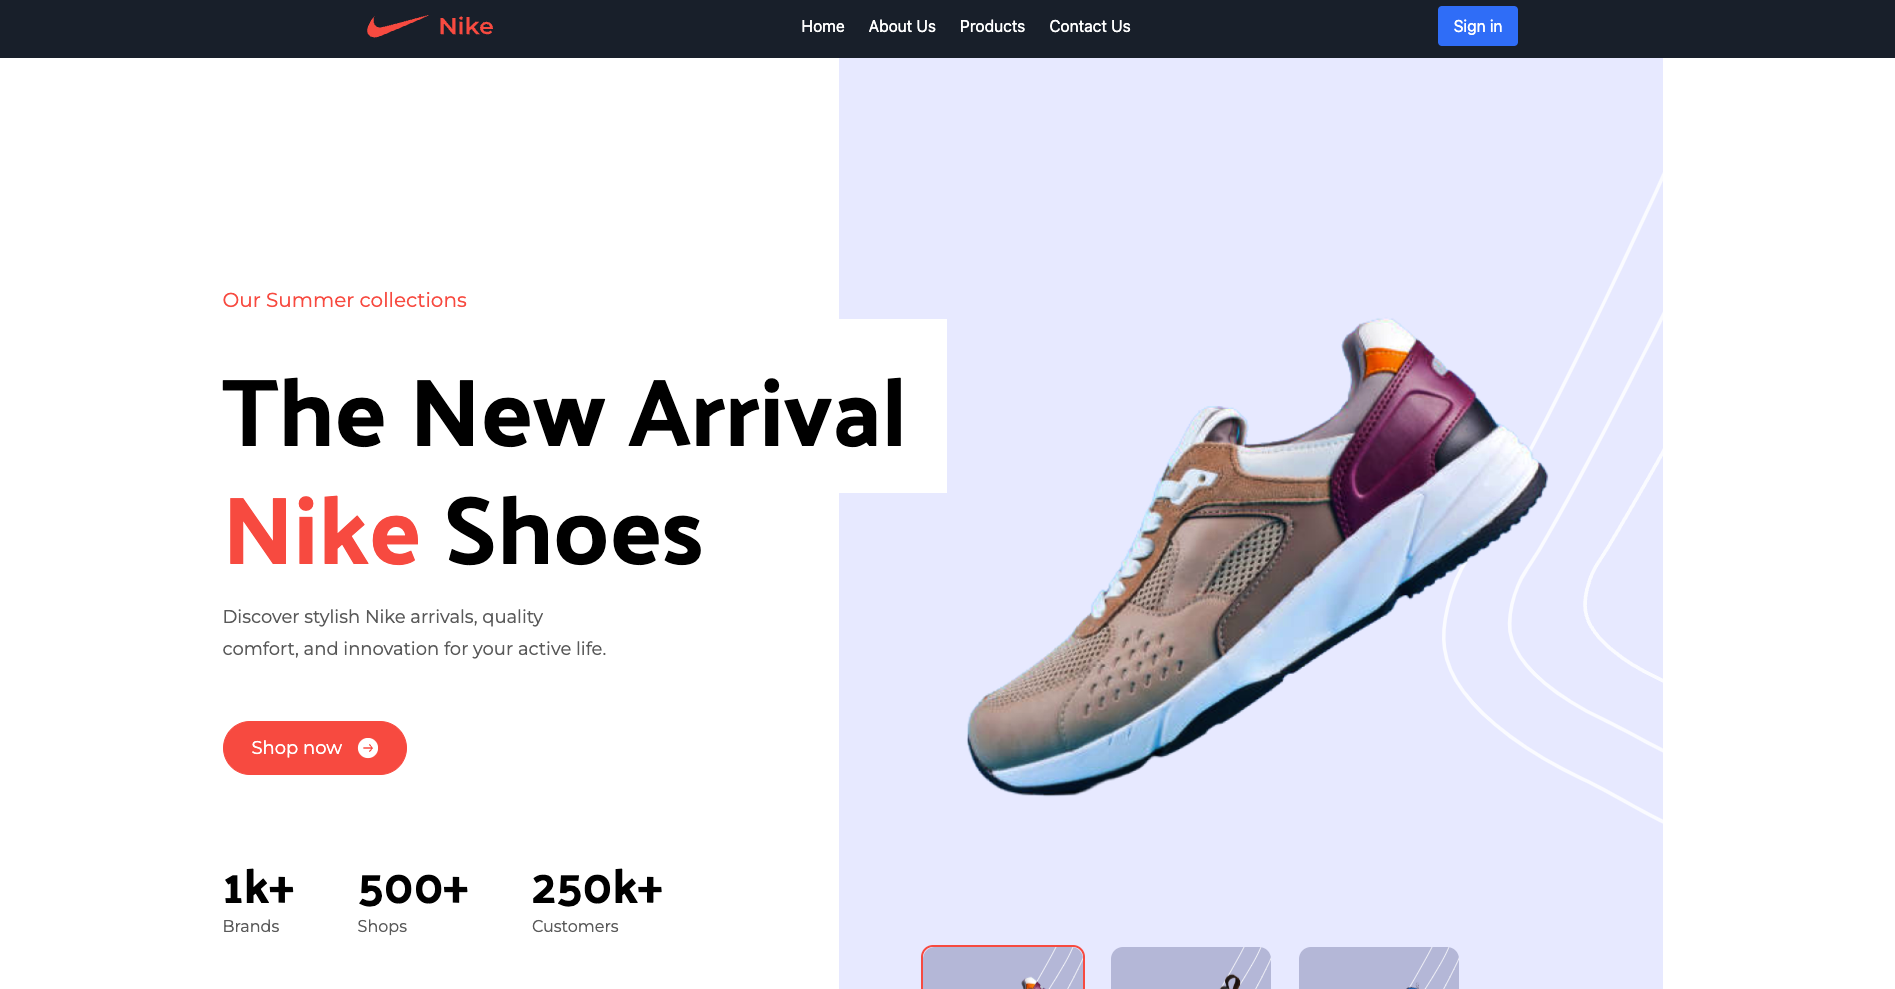 Nike
Home
About Us
Products
Contact Us
Sign in
Our Summer collections
The New Arrival
Nike Shoes
Discover stylish Nike arrivals, quality
comfort, and innovation for your active life.
Shop now
1k+
Brands
500+
Shops
250k+
Customers